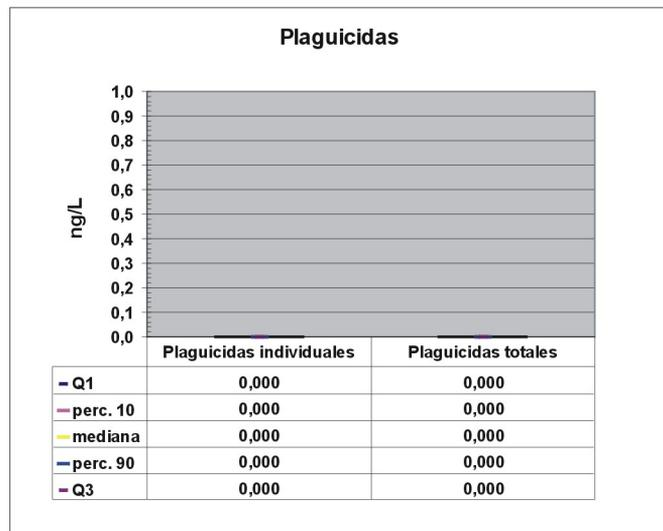 Plaguicidas
ng/L
1,0
0,9
0,8
0,7
0,6
0,5
0,4
0,3
0,2
0,1
0,0
Plaguicidas individuales Plaguicidas totales
Q1 0,000 0,000
perc. 10 0,000 0,000
mediana 0,000 0,000
perc. 90 0,000 0,000
Q3 0,000 0,000